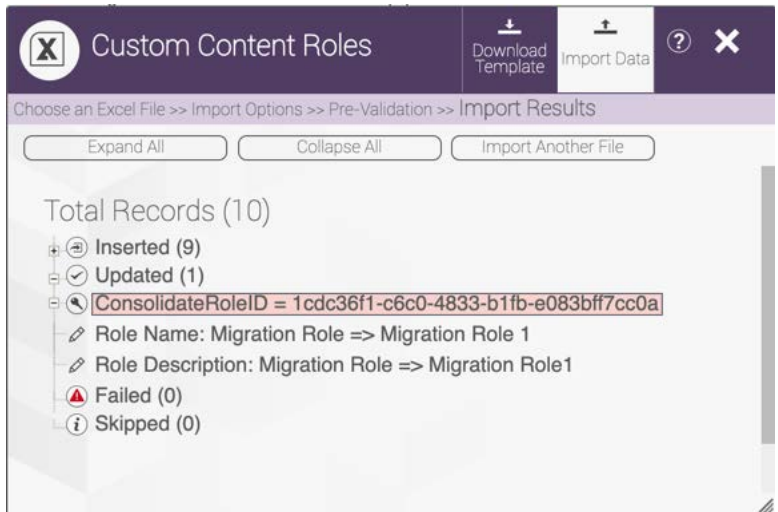 X
Custom Content Roles
Download
Template
Import Data
?
Choose an Excel File >> Import Options >> Pre-Validation >> Import Results
Expand All
Collapse All
Import Another File
Total Records (10)
Inserted (9)
Updated (1)
ConsolidateRoleID = 1cdc36f1-c6c0-4833-b1fb-e083bff7cc0a
Role Name: Migration Role => Migration Role 1
Role Description: Migration Role => Migration Role1
Failed (0)
Skipped (0)